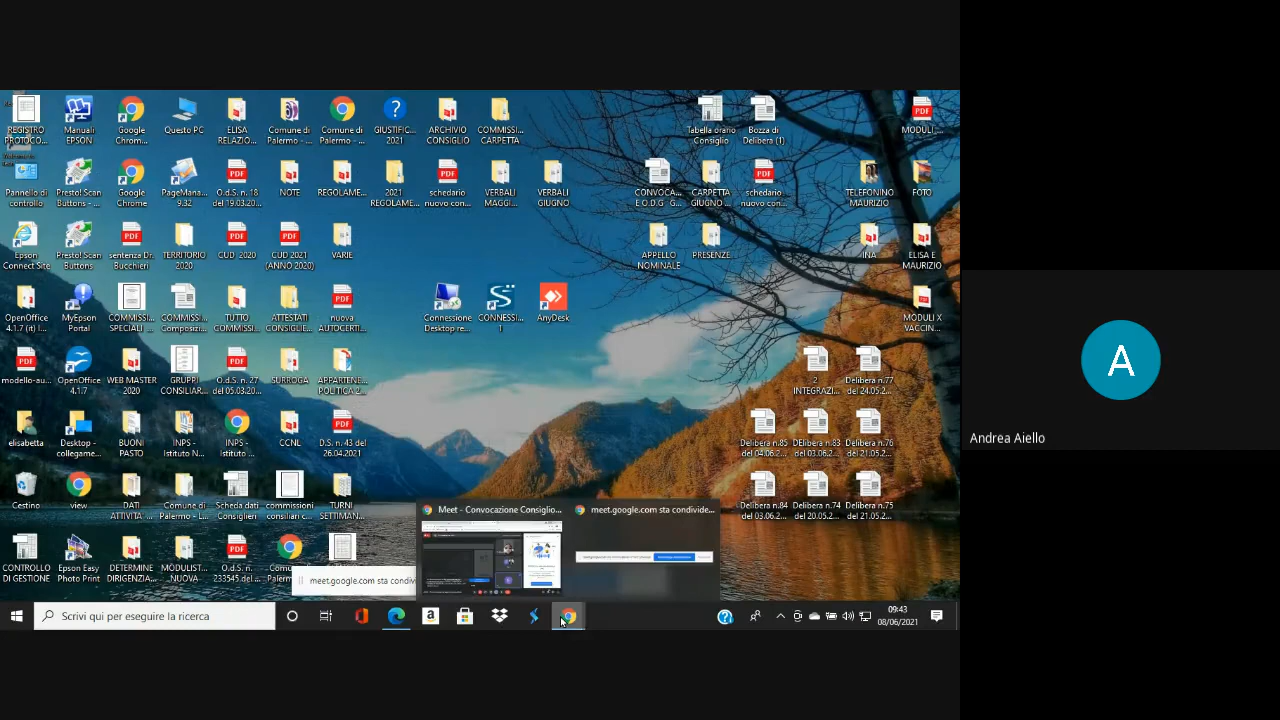 REGISTRO
PROTOCO...
Manuali
EPSON
Google
Chrom...
Questo PC
ELISA
RELAZIO...
Comune di
Palermo - ...
Comune di
Palermo - ...
GIUSTIFIC...
2021
ARCHIVIO
CONSIGLIO
COMMISSI...
CARPETTA
Tabella orario
Consiglio
Bozza di
Delibera (1)
MODULI_...
Pannello di
controllo
Presto! Scan
Buttons - ...
Google
Chrome
PageMana...
9.32
O.d.S. n. 18
del 19.03.20...
NOTE
REGOLAME...
2021
REGOLAME...
schedario
nuovo con...
VERBALI
MAGGI...
VERBALI
GIUGNO
CONVOCA...
E O.D.G G...
CARPETTA
GIUGNO ...
schedario
nuovo con...
TELEFONINO
MAURIZIO
FOTO
Epson
Connect Site
Presto! Scan
Buttons
sentenza Dr.
Bucchieri
TERRITORIO
2020
CUD 2020
CUD 2021
(ANNO 2020)
VARIE
APPELLO
NOMINALE
PRESENZE
INA
ELISA E
MAURIZIO
OpenOffice
4.1.7 (it) I...
MyEpson
Portal
COMMISS...
SPECIALI ...
COMMISSI...
Composizi...
TUTTO
COMMISSI...
ATTESTATI
CONSIGLIE...
nuova
AUTOCERTI...
Connessione
Desktop re...
CONNESSI...
1
AnyDesk
MODULI X
VACCIN...
modello-au...
OpenOffice
4.1.7
WEB MASTER
2020
GRUPPI
CONSILIAR...
O.d.S. n. 27
del 05.03.20...
SURROGA
APPARTENE...
POLITICA 2...
2
INTEGRAZI...
Delibera n.77
del 24.05.2...
elisabetta
Desktop -
collegame...
BUONI
PASTO
INPS -
Istituto N...
INPS -
Istituto ...
CCNL
D.S. n. 43 del
26.04.2021
Delibera n.85
del 04.06.2...
Delibera n.83
del 03.06.2...
Delibera n.76
del 21.05.2...
Cestino
view
DATI
ATTIVITA'...
Comune di
Palermo - L...
Scheda dati
Consiglieri
commissioni
consiliari c...
TURNI
SETTIMAN...
Delibera n.84
del 03.06.2...
Delibera n.74
del 20.05.2...
Delibera n.75
del 21.05.2...
Meet - Convocazione Consiglio...
meet.google.com sta condivide...
CONTROLLO
DI GESTIONE
Epson Easy
Photo Print
DETERMINE
DIRIGENZIA...
MODULIST...
NUOVA
O.d.S. n.
233545 del...
meet.google.com sta condivi
Scrivi qui per eseguire la ricerca
09:43
08/06/2021
A
Andrea Aiello